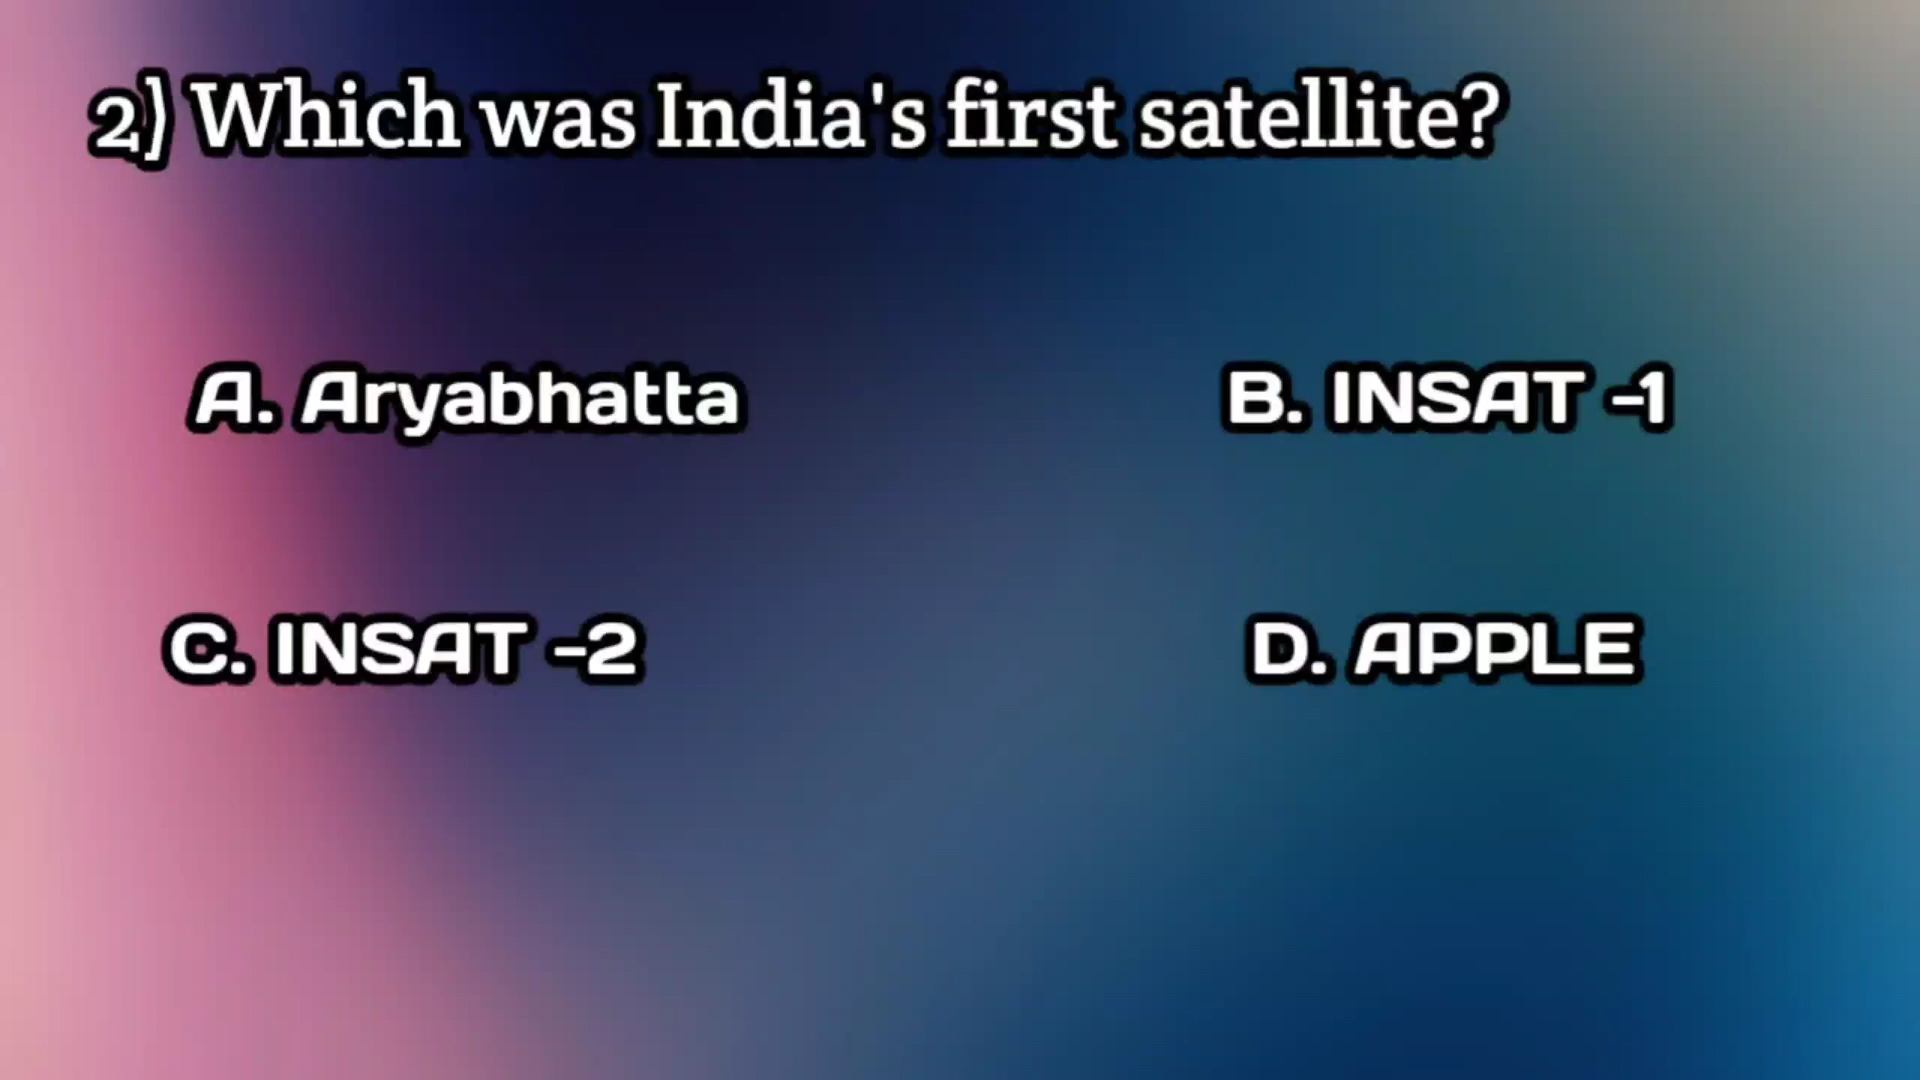 2) Which was India's first satellite?
A. Aryabhatta
B. INSAT -1
C. INSAT -2
D. APPLE